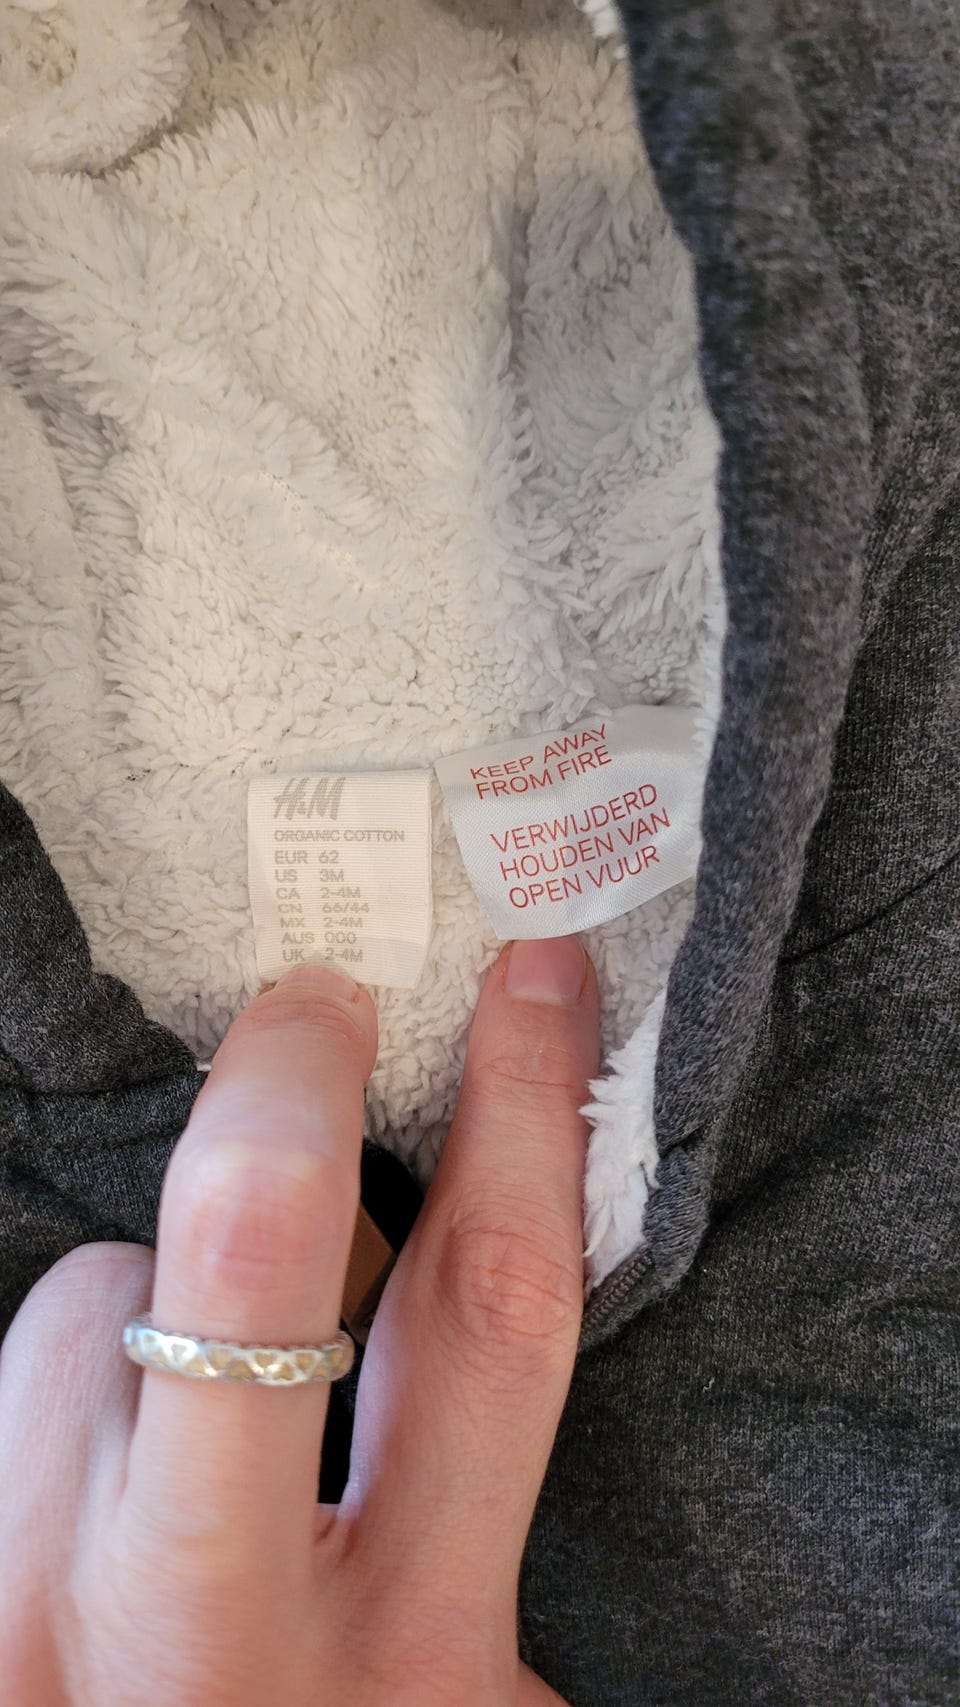 H&M
ORGANIC COTTON
EUR 62
US 3M
CA 2-4M
CN 66/44
MX 2-4M
AUS 000
UK 2-4M
KEEP AWAY
FROM FIRE
VERWIJDERD
HOUDEN VAN
OPEN VUUR